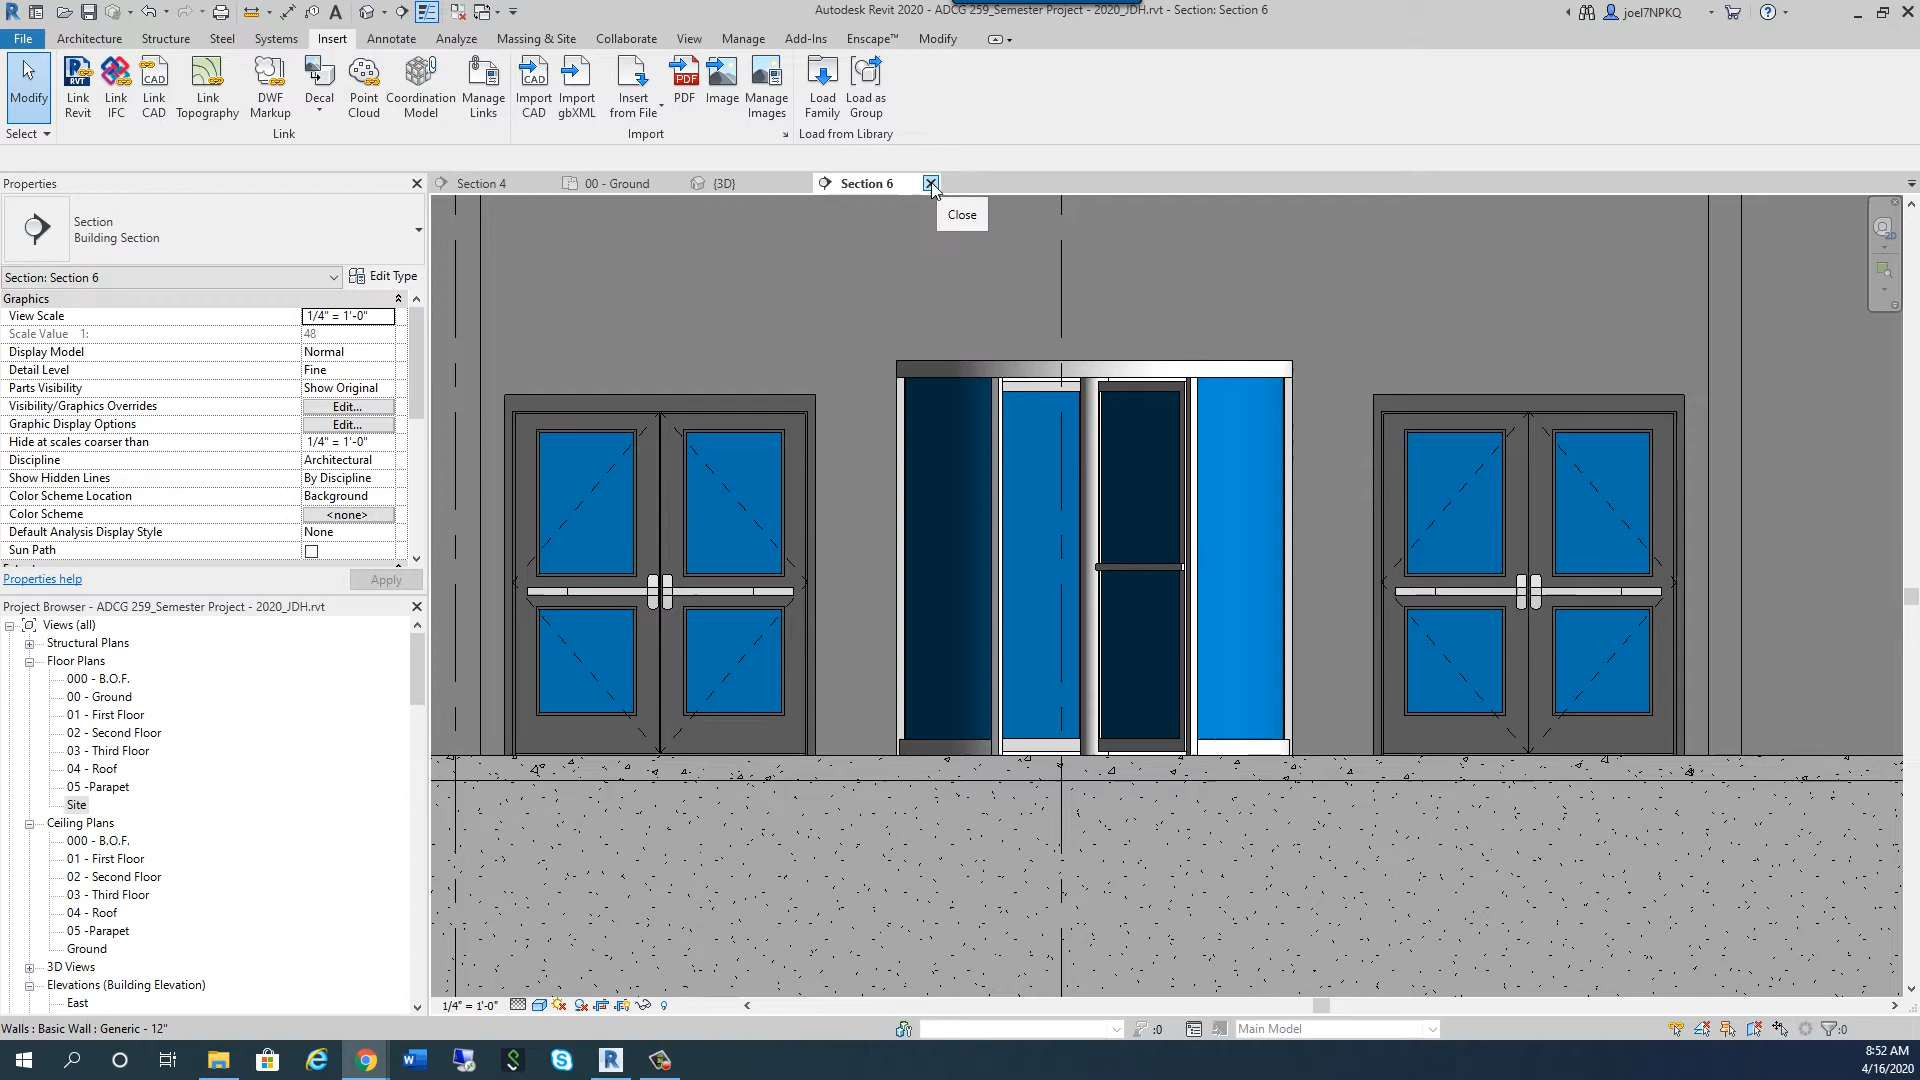 Autodesk Revit 2020 - ADCG 259_Semester Project - 2020_JDH.rvt - Section: Section 6
joel7NPKQ
File Architecture Structure Steel Systems Insert Annotate Analyze Massing & Site Collaborate View Manage Add-Ins Enscape™ Modify
Modify
Link Revit
Link IFC
Link CAD
Link Topography
DWF Markup
Decal
Point Cloud
Coordination Model
Manage Links
Import CAD
Import gbXML
Insert from File
PDF
Image
Manage Images
Load Family
Load as Group
Select Link Import Load from Library
Properties
Section 4 00 - Ground {3D} Section 6
Close
Section
Building Section
Section: Section 6 Edit Type
Graphics
View Scale 1/4" = 1'-0"
Scale Value 1: 48
Display Model Normal
Detail Level Fine
Parts Visibility Show Original
Visibility/Graphics Overrides Edit...
Graphic Display Options Edit...
Hide at scales coarser than 1/4" = 1'-0"
Discipline Architectural
Show Hidden Lines By Discipline
Color Scheme Location Background
Color Scheme <none>
Default Analysis Display Style None
Sun Path
Properties help Apply
Project Browser - ADCG 259_Semester Project - 2020_JDH.rvt
Views (all)
Structural Plans
Floor Plans
000 - B.O.F.
00 - Ground
01 - First Floor
02 - Second Floor
03 - Third Floor
04 - Roof
05 -Parapet
Site
Ceiling Plans
000 - B.O.F.
01 - First Floor
02 - Second Floor
03 - Third Floor
04 - Roof
05 -Parapet
Ground
3D Views
Elevations (Building Elevation)
East
1/4" = 1'-0"
Walls : Basic Wall : Generic - 12"
:0
Main Model
:0
8:52 AM
4/16/2020